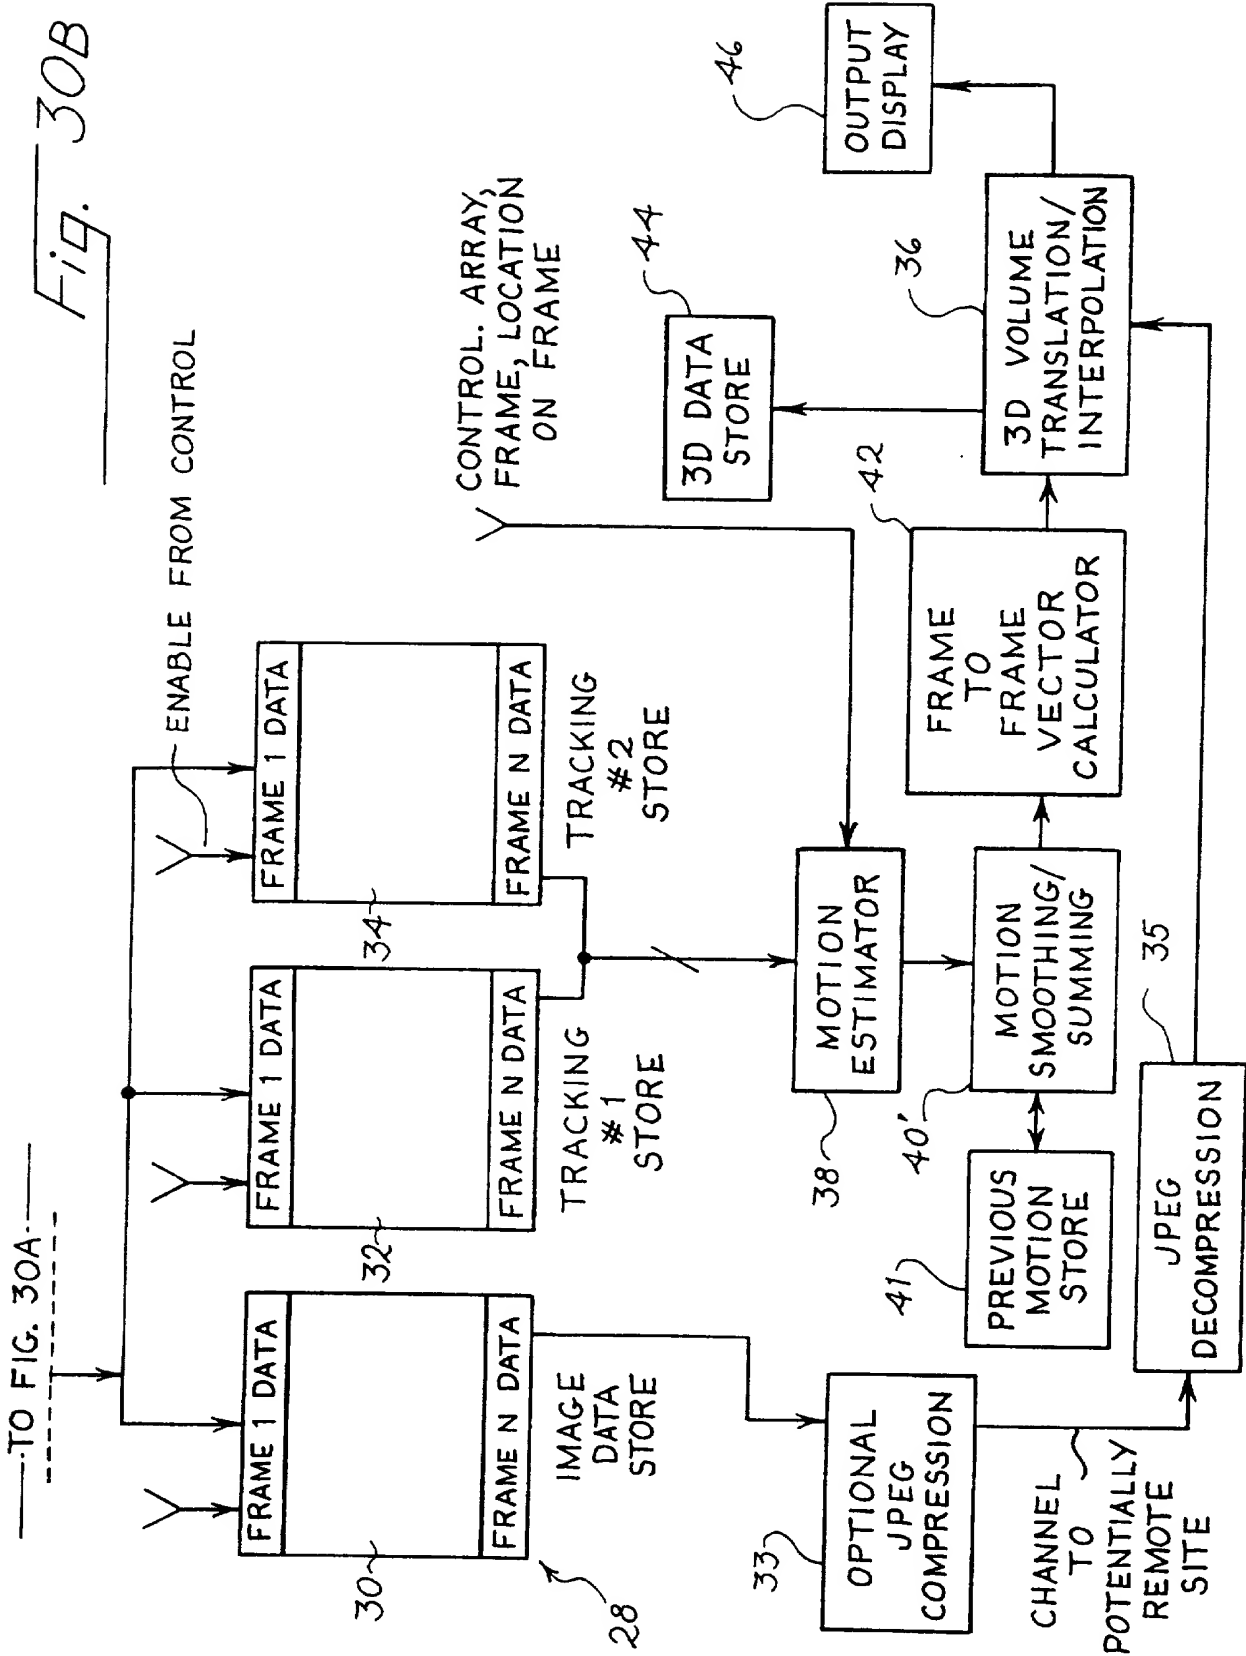 Fig. 30B
TO FIG. 30A
ENABLE FROM CONTROL
FRAME 1 DATA
FRAME N DATA
30
IMAGE
DATA
STORE
28
FRAME 1 DATA
FRAME N DATA
32
TRACKING
#1
STORE
FRAME 1 DATA
FRAME N DATA
34
TRACKING
#2
STORE
CONTROL. ARRAY,
FRAME, LOCATION
ON FRAME
33
OPTIONAL
JPEG
COMPRESSION
CHANNEL
TO
POTENTIALLY
REMOTE
SITE
38
MOTION
ESTIMATOR
40'
MOTION
SMOOTHING/
SUMMING
41
PREVIOUS
MOTION
STORE
35
JPEG
DECOMPRESSION
42
FRAME
TO
FRAME
VECTOR
CALCULATOR
44
3D DATA
STORE
36
3D VOLUME
TRANSLATION/
INTERPOLATION
46
OUTPUT
DISPLAY